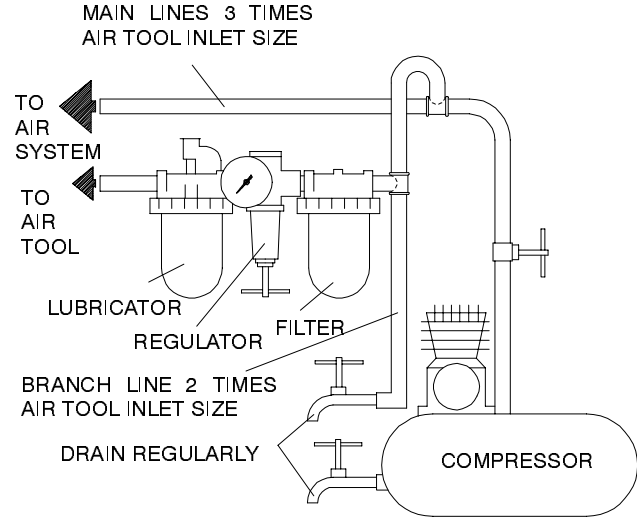 MAIN LINES 3 TIMES
AIR TOOL INLET SIZE
TO
AIR
SYSTEM
TO
AIR
TOOL
LUBRICATOR
REGULATOR
FILTER
BRANCH LINE 2 TIMES
AIR TOOL INLET SIZE
DRAIN REGULARLY
COMPRESSOR